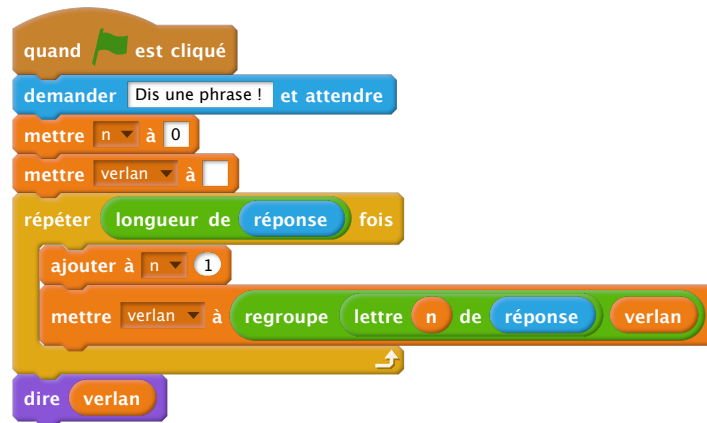 quand est cliqué
demander Dis une phrase ! et attendre
mettre n à 0
mettre verlan à
répéter longueur de réponse fois
ajouter à n 1
mettre verlan à regroupe lettre n de réponse verlan
dire verlan